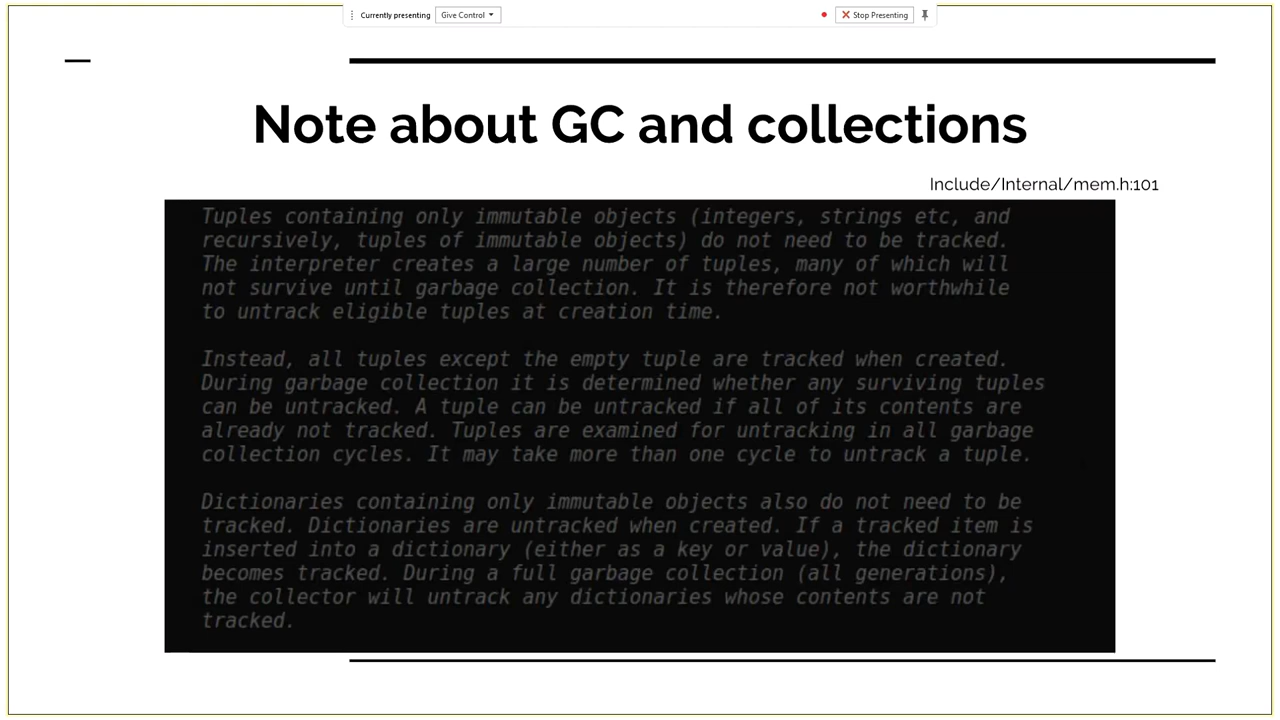 Currently presenting
Give Control
Stop Presenting
Note about GC and collections
Include/Internal/mem.h:101
Tuples containing only immutable objects (integers, strings etc, and
recursively, tuples of immutable objects) do not need to be tracked.
The interpreter creates a large number of tuples, many of which will
not survive until garbage collection. It is therefore not worthwhile
to untrack eligible tuples at creation time.
Instead, all tuples except the empty tuple are tracked when created.
During garbage collection it is determined whether any surviving tuples
can be untracked. A tuple can be untracked if all of its contents are
already not tracked. Tuples are examined for untracking in all garbage
collection cycles. It may take more than one cycle to untrack a tuple.
Dictionaries containing only immutable objects also do not need to be
tracked. Dictionaries are untracked when created. If a tracked item is
inserted into a dictionary (either as a key or value), the dictionary
becomes tracked. During a full garbage collection (all generations),
the collector will untrack any dictionaries whose contents are not
tracked.